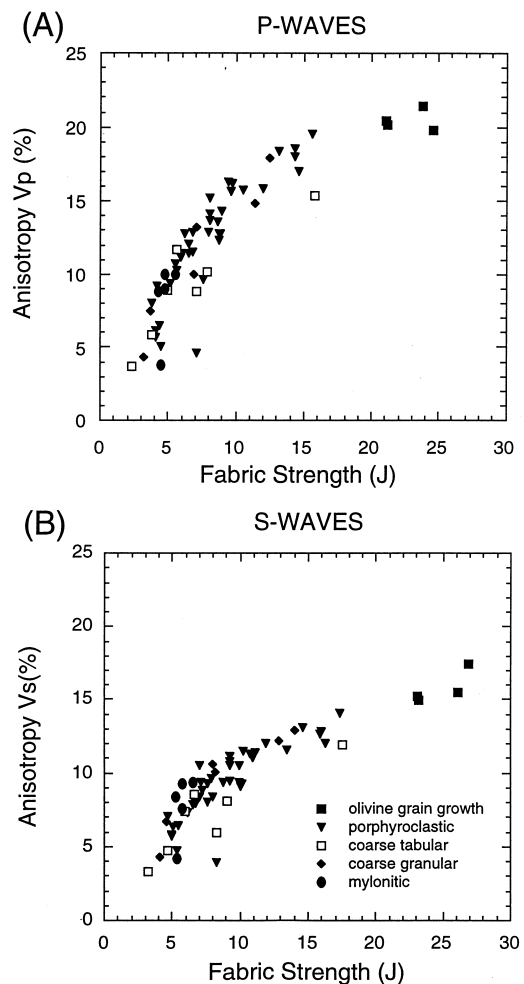 (A)
P-WAVES
25
20
15
10
5
0
Anisotropy Vp (%)
0 5 10 15 20 25 30
Fabric Strength (J)
(B)
S-WAVES
25
20
15
10
5
0
Anisotropy Vs(%)
olivine grain growth
porphyroclastic
coarse tabular
coarse granular
mylonitic
0 5 10 15 20 25 30
Fabric Strength (J)